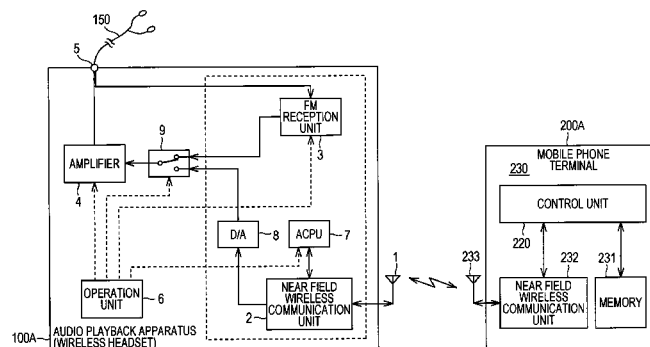 150
5
FM
RECEPTION
UNIT
3
9
AMPLIFIER
4
D/A
8
ACPU
7
1
OPERATION
UNIT
6
NEAR FIELD
WIRELESS
COMMUNICATION
UNIT
2
100A
AUDIO PLAYBACK APPARATUS
(WIRELESS HEADSET)
200A
MOBILE PHONE
TERMINAL
230
CONTROL UNIT
220
233
232
231
NEAR FIELD
WIRELESS
COMMUNICATION
UNIT
MEMORY